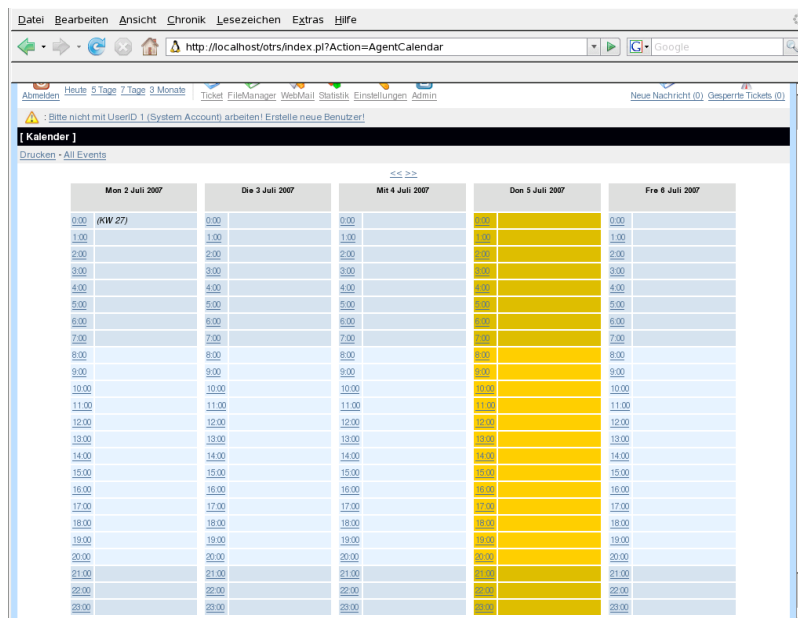 Datei Bearbeiten Ansicht Chronik Lesezeichen Extras Hilfe
http://localhost/otrs/index.pl?Action=AgentCalendar Google
Abmelden Heute 5 Tage 7 Tage 3 Monate Ticket FileManager WebMail Statistik Einstellungen Admin Neue Nachricht (0) Gesperrte Tickets (0)
: Bitte nicht mit UserID 1 (System Account) arbeiten! Erstelle neue Benutzer!
[ Kalender ]
Drucken - All Events
<< >>
Mon 2 Juli 2007 Die 3 Juli 2007 Mit 4 Juli 2007 Don 5 Juli 2007 Fre 6 Juli 2007
0:00 (KW 27) 0:00 0:00 0:00 0:00
1:00 1:00 1:00 1:00 1:00
2:00 2:00 2:00 2:00 2:00
3:00 3:00 3:00 3:00 3:00
4:00 4:00 4:00 4:00 4:00
5:00 5:00 5:00 5:00 5:00
6:00 6:00 6:00 6:00 6:00
7:00 7:00 7:00 7:00 7:00
8:00 8:00 8:00 8:00 8:00
9:00 9:00 9:00 9:00 9:00
10:00 10:00 10:00 10:00 10:00
11:00 11:00 11:00 11:00 11:00
12:00 12:00 12:00 12:00 12:00
13:00 13:00 13:00 13:00 13:00
14:00 14:00 14:00 14:00 14:00
15:00 15:00 15:00 15:00 15:00
16:00 16:00 16:00 16:00 16:00
17:00 17:00 17:00 17:00 17:00
18:00 18:00 18:00 18:00 18:00
19:00 19:00 19:00 19:00 19:00
20:00 20:00 20:00 20:00 20:00
21:00 21:00 21:00 21:00 21:00
22:00 22:00 22:00 22:00 22:00
23:00 23:00 23:00 23:00 23:00